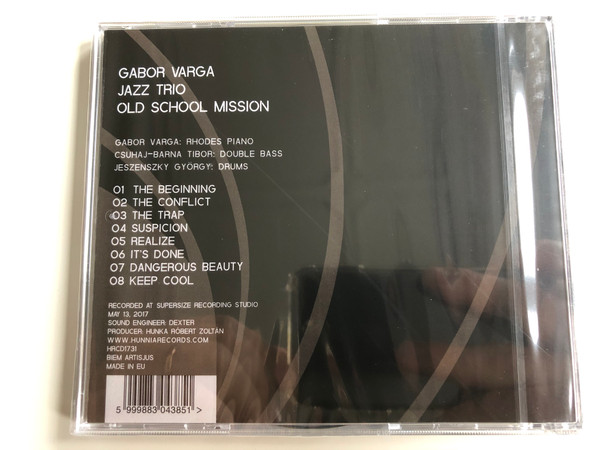 GABOR VARGA
JAZZ TRIO
OLD SCHOOL MISSION
GABOR VARGA: RHODES PIANO
CSUHAJ-BARNA TIBOR: DOUBLE BASS
JESZENSZKY GYÖRGY: DRUMS
01 THE BEGINNING
02 THE CONFLICT
03 THE TRAP
04 SUSPICION
05 REALIZE
06 IT'S DONE
07 DANGEROUS BEAUTY
08 KEEP COOL
RECORDED AT SUPERSIZE RECORDING STUDIO
MAY 13, 2017
SOUND ENGINEER: DEXTER
PRODUCER: HUNKA RÓBERT ZOLTÁN
WWW.HUNNIARECORDS.COM
HRCD1731
BIEM ARTISJUS
MADE IN EU
5 999883 043851 >